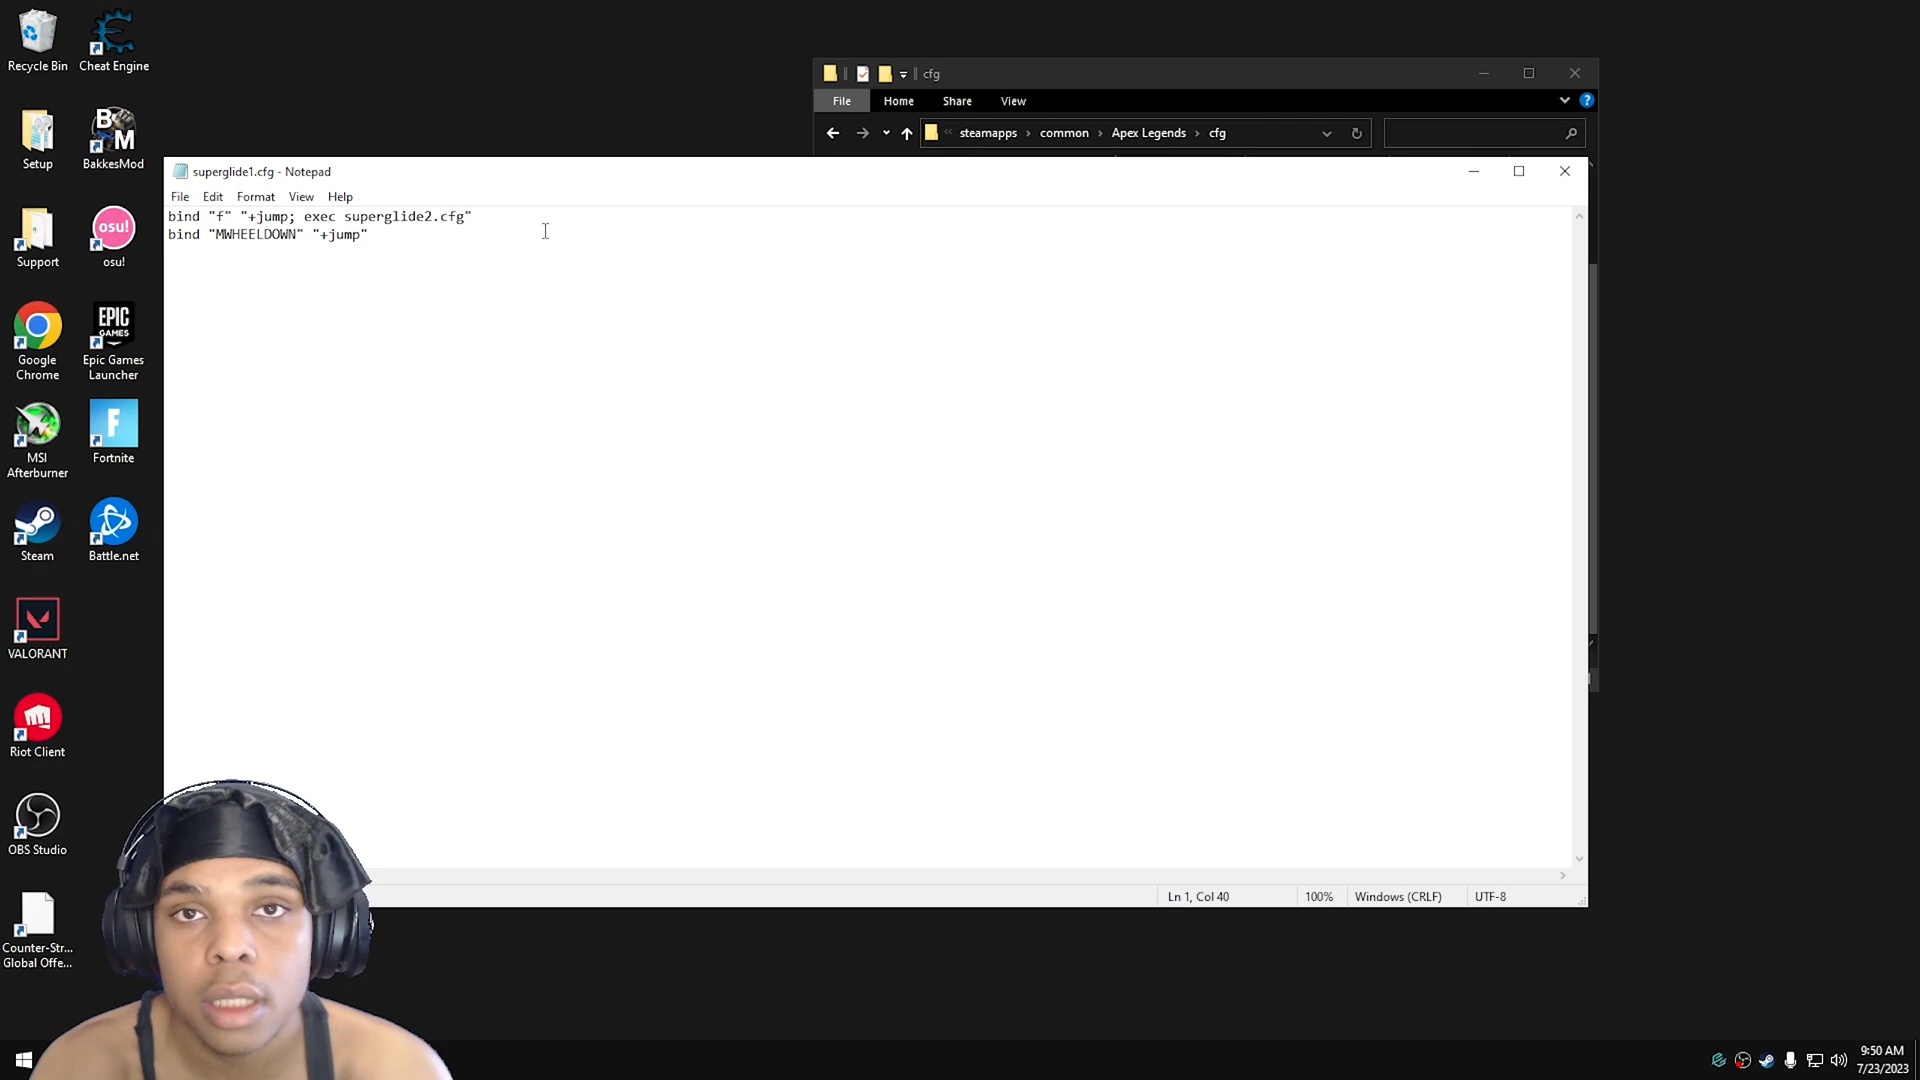 Recycle Bin
Cheat Engine
Setup
BakkesMod
B M
Support
osu!
osu!
Google Chrome
EPIC GAMES
Epic Games Launcher
MSI Afterburner
F
Fortnite
Steam
Battle.net
VALORANT
Riot Client
OBS Studio
Counter-Str... Global Offe...
cfg
File Home Share View
steamapps > common > Apex Legends > cfg
superglide1.cfg - Notepad
File Edit Format View Help
bind "f" "+jump; exec superglide2.cfg"
bind "MWHEELDOWN" "+jump"
Ln 1, Col 40 100% Windows (CRLF) UTF-8
9:50 AM
7/23/2023